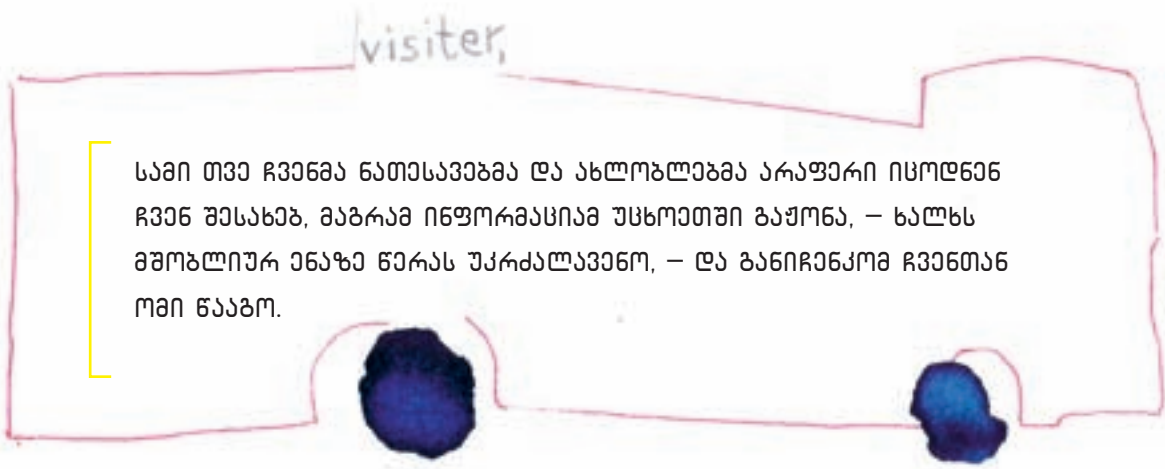 visiter,
სამი თვე ჩვენმა ნათესავებმა და ახლობლებმა არაფერი იცოდნენ
ჩვენ შესახებ, მაგრამ ინფორმაციამ უცხოეთში გაჟონა, – ხალხს
მშობლიურ ენაზე წერას უკრძალავენო, – და განიჩენკომ ჩვენთან
ომი წააგო.